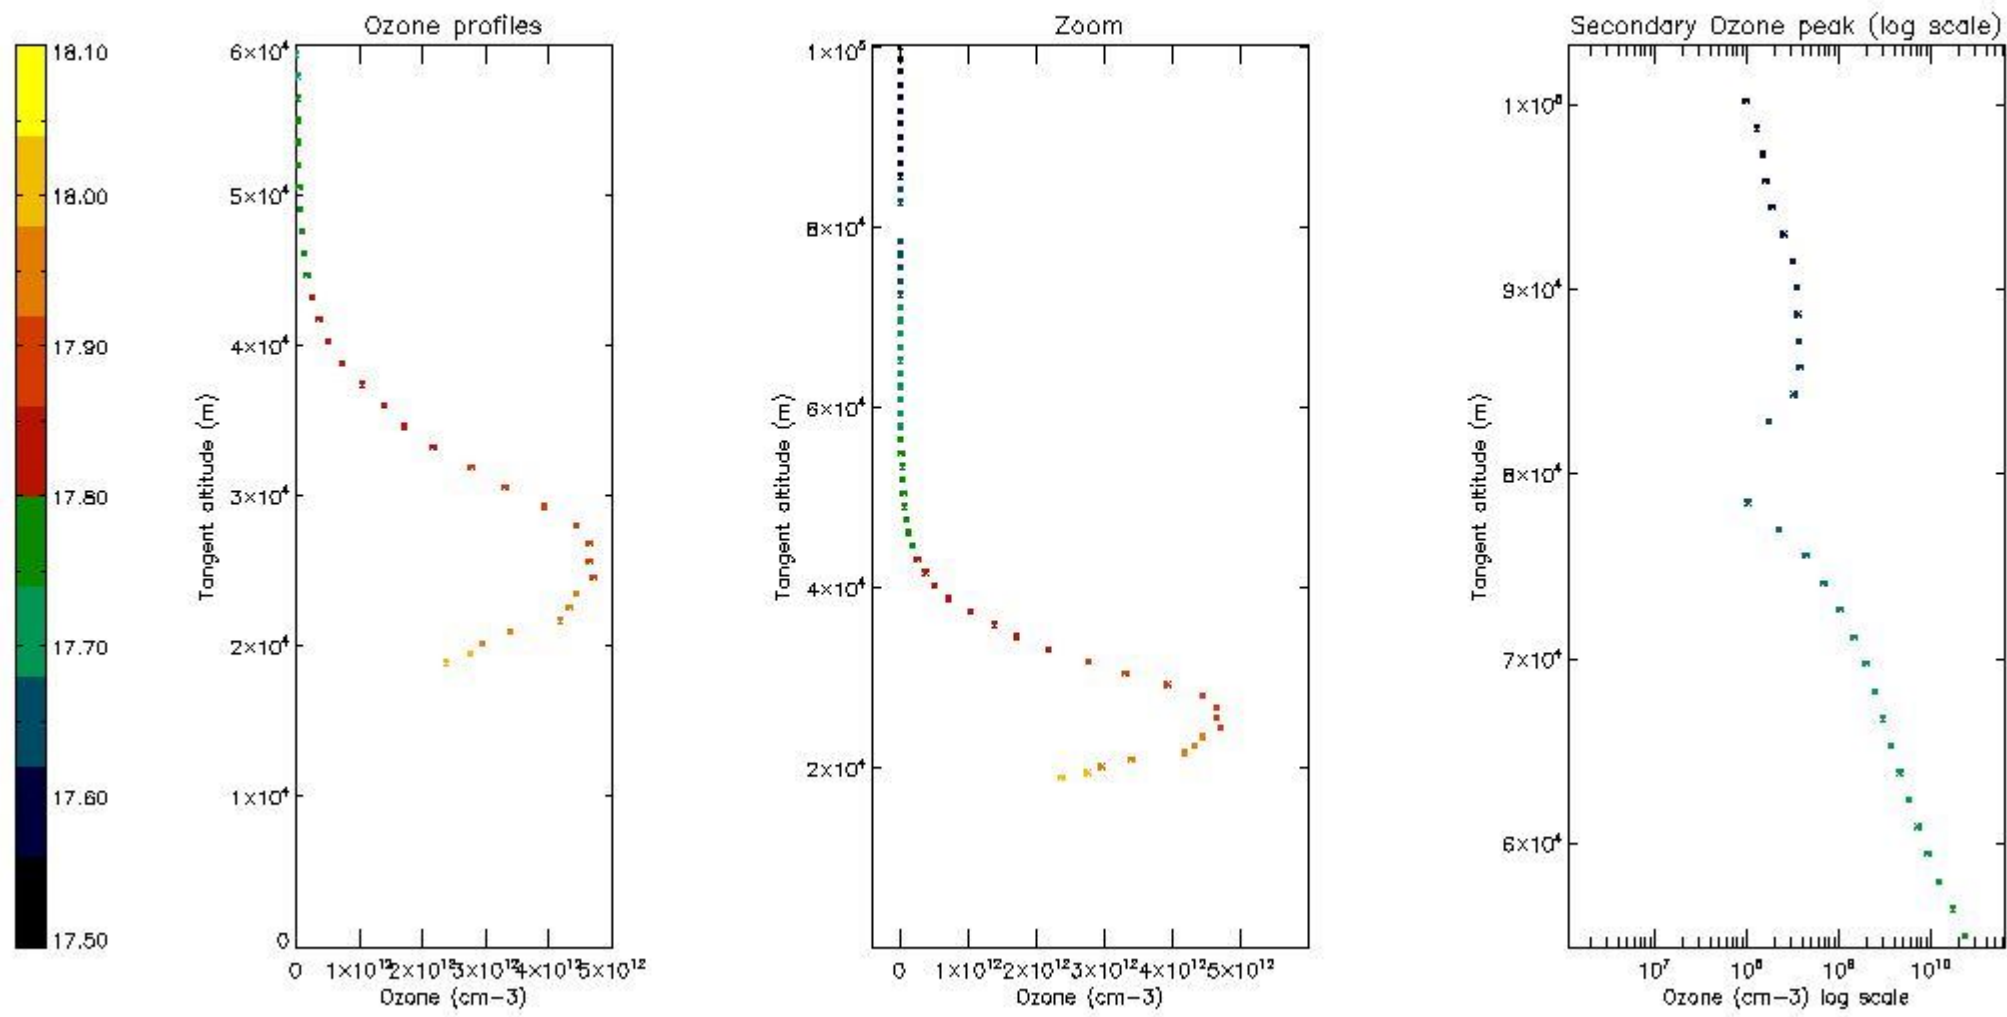 Ozone profiles
Zoom
Secondary Ozone peak (log scale)
18.10
18.00
17.90
17.80
17.70
17.60
17.50
6×10⁴
5×10⁴
4×10⁴
3×10⁴
2×10⁴
1×10⁴
0
Tangent altitude (m)
0 1×10¹² 2×10¹² 3×10¹² 4×10¹² 5×10¹²
Ozone (cm−3)
1×10⁵
8×10⁴
6×10⁴
4×10⁴
2×10⁴
Tangent altitude (m)
0 1×10¹² 2×10¹² 3×10¹² 4×10¹² 5×10¹²
Ozone (cm−3)
1×10⁵
9×10⁴
8×10⁴
7×10⁴
6×10⁴
Tangent altitude (m)
10⁷ 10⁸ 10⁹ 10¹⁰
Ozone (cm−3) log scale